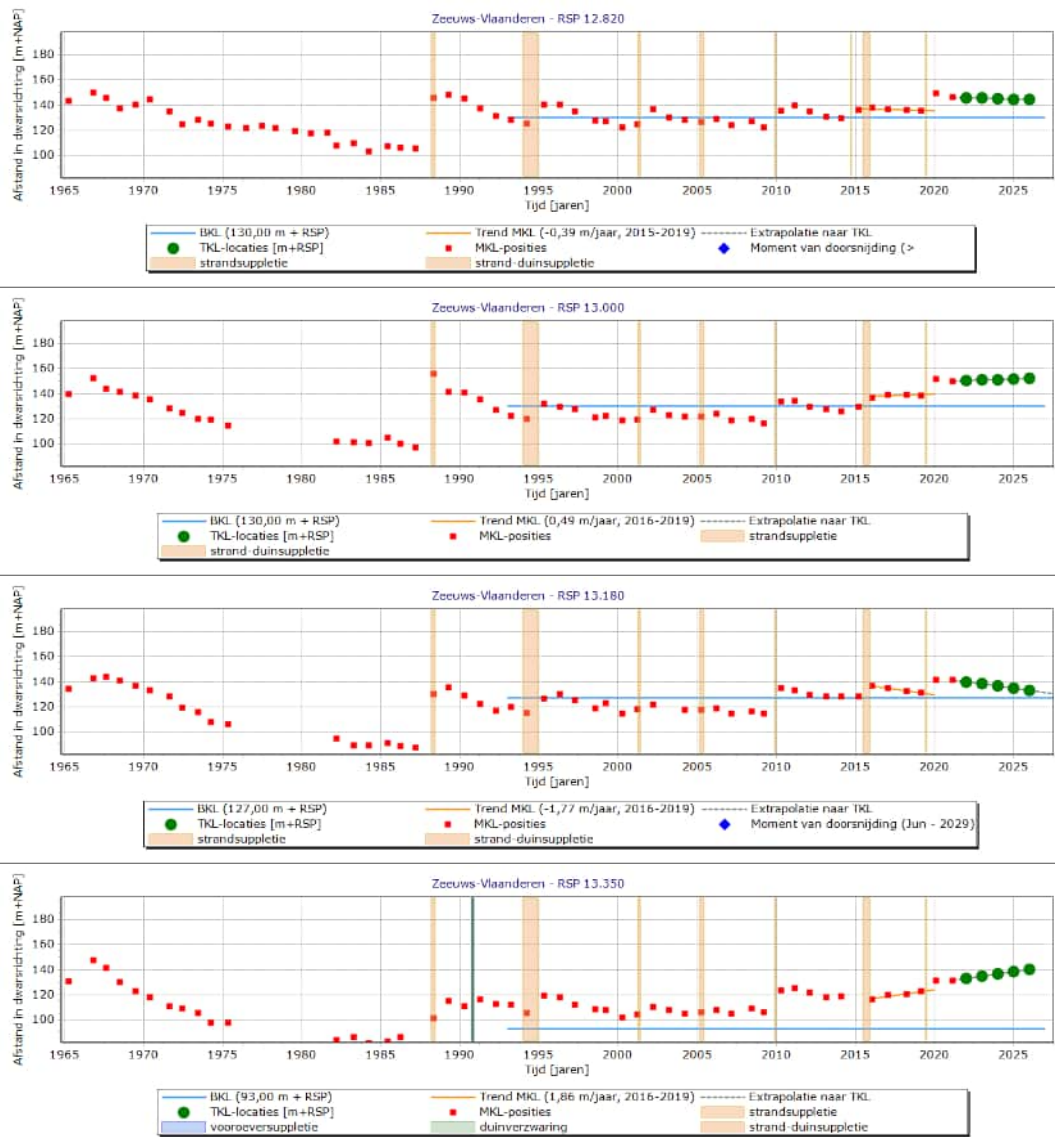 Zeeuws-Vlaanderen - RSP 12.820
Afstand in dwarsrichting [m+NAP]
180
160
140
120
100
1965 1970 1975 1980 1985 1990 1995 2000 2005 2010 2015 2020 2025
Tijd [jaren]
BKL (130,00 m + RSP) Trend MKL (-0,39 m/jaar, 2015-2019) Extrapolatie naar TKL
TKL-locaties [m+RSP] MKL-posities Moment van doorsnijding (>
strandsuppletie strand-duinsuppletie
Zeeuws-Vlaanderen - RSP 13.000
Afstand in dwarsrichting [m+NAP]
180
160
140
120
100
1965 1970 1975 1980 1985 1990 1995 2000 2005 2010 2015 2020 2025
Tijd [jaren]
BKL (130,00 m + RSP) Trend MKL (0,49 m/jaar, 2016-2019) Extrapolatie naar TKL
TKL-locaties [m+RSP] MKL-posities strandsuppletie
strand-duinsuppletie
Zeeuws-Vlaanderen - RSP 13.180
Afstand in dwarsrichting [m+NAP]
180
160
140
120
100
1965 1970 1975 1980 1985 1990 1995 2000 2005 2010 2015 2020 2025
Tijd [jaren]
BKL (127,00 m + RSP) Trend MKL (-1,77 m/jaar, 2016-2019) Extrapolatie naar TKL
TKL-locaties [m+RSP] MKL-posities Moment van doorsnijding (Jun - 2029)
strandsuppletie strand-duinsuppletie
Zeeuws-Vlaanderen - RSP 13.350
Afstand in dwarsrichting [m+NAP]
180
160
140
120
100
1965 1970 1975 1980 1985 1990 1995 2000 2005 2010 2015 2020 2025
Tijd [jaren]
BKL (93,00 m + RSP) Trend MKL (1,86 m/jaar, 2016-2019) Extrapolatie naar TKL
TKL-locaties [m+RSP] MKL-posities strandsuppletie
vooroeversuppletie duinverzwaring strand-duinsuppletie